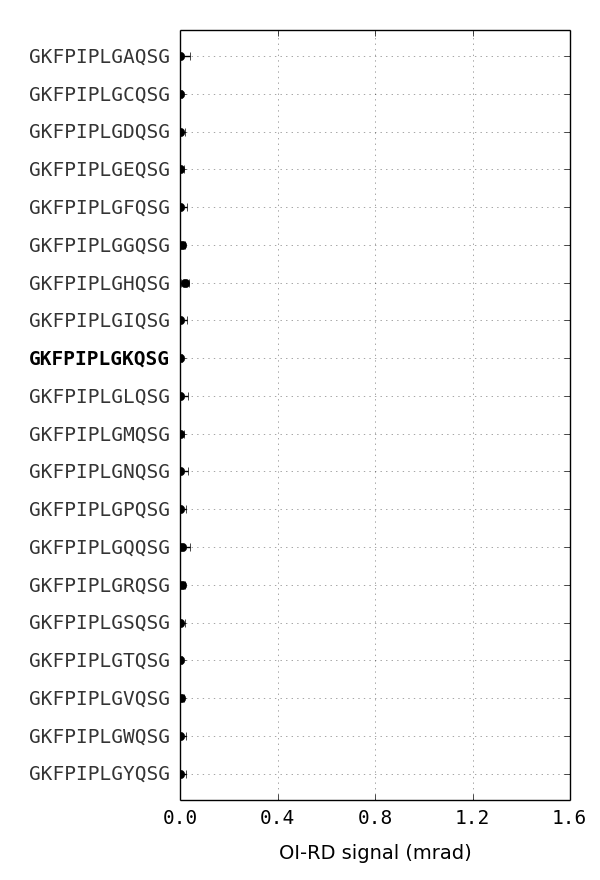 GKFPIPLGAQSG
GKFPIPLGCQSG
GKFPIPLGDQSG
GKFPIPLGEQSG
GKFPIPLGFQSG
GKFPIPLGGQSG
GKFPIPLGHQSG
GKFPIPLGIQSG
GKFPIPLGKQSG
GKFPIPLGLQSG
GKFPIPLGMQSG
GKFPIPLGNQSG
GKFPIPLGPQSG
GKFPIPLGQQSG
GKFPIPLGRQSG
GKFPIPLGSQSG
GKFPIPLGTQSG
GKFPIPLGVQSG
GKFPIPLGWQSG
GKFPIPLGYQSG
0.0 0.4 0.8 1.2 1.6
OI-RD signal (mrad)